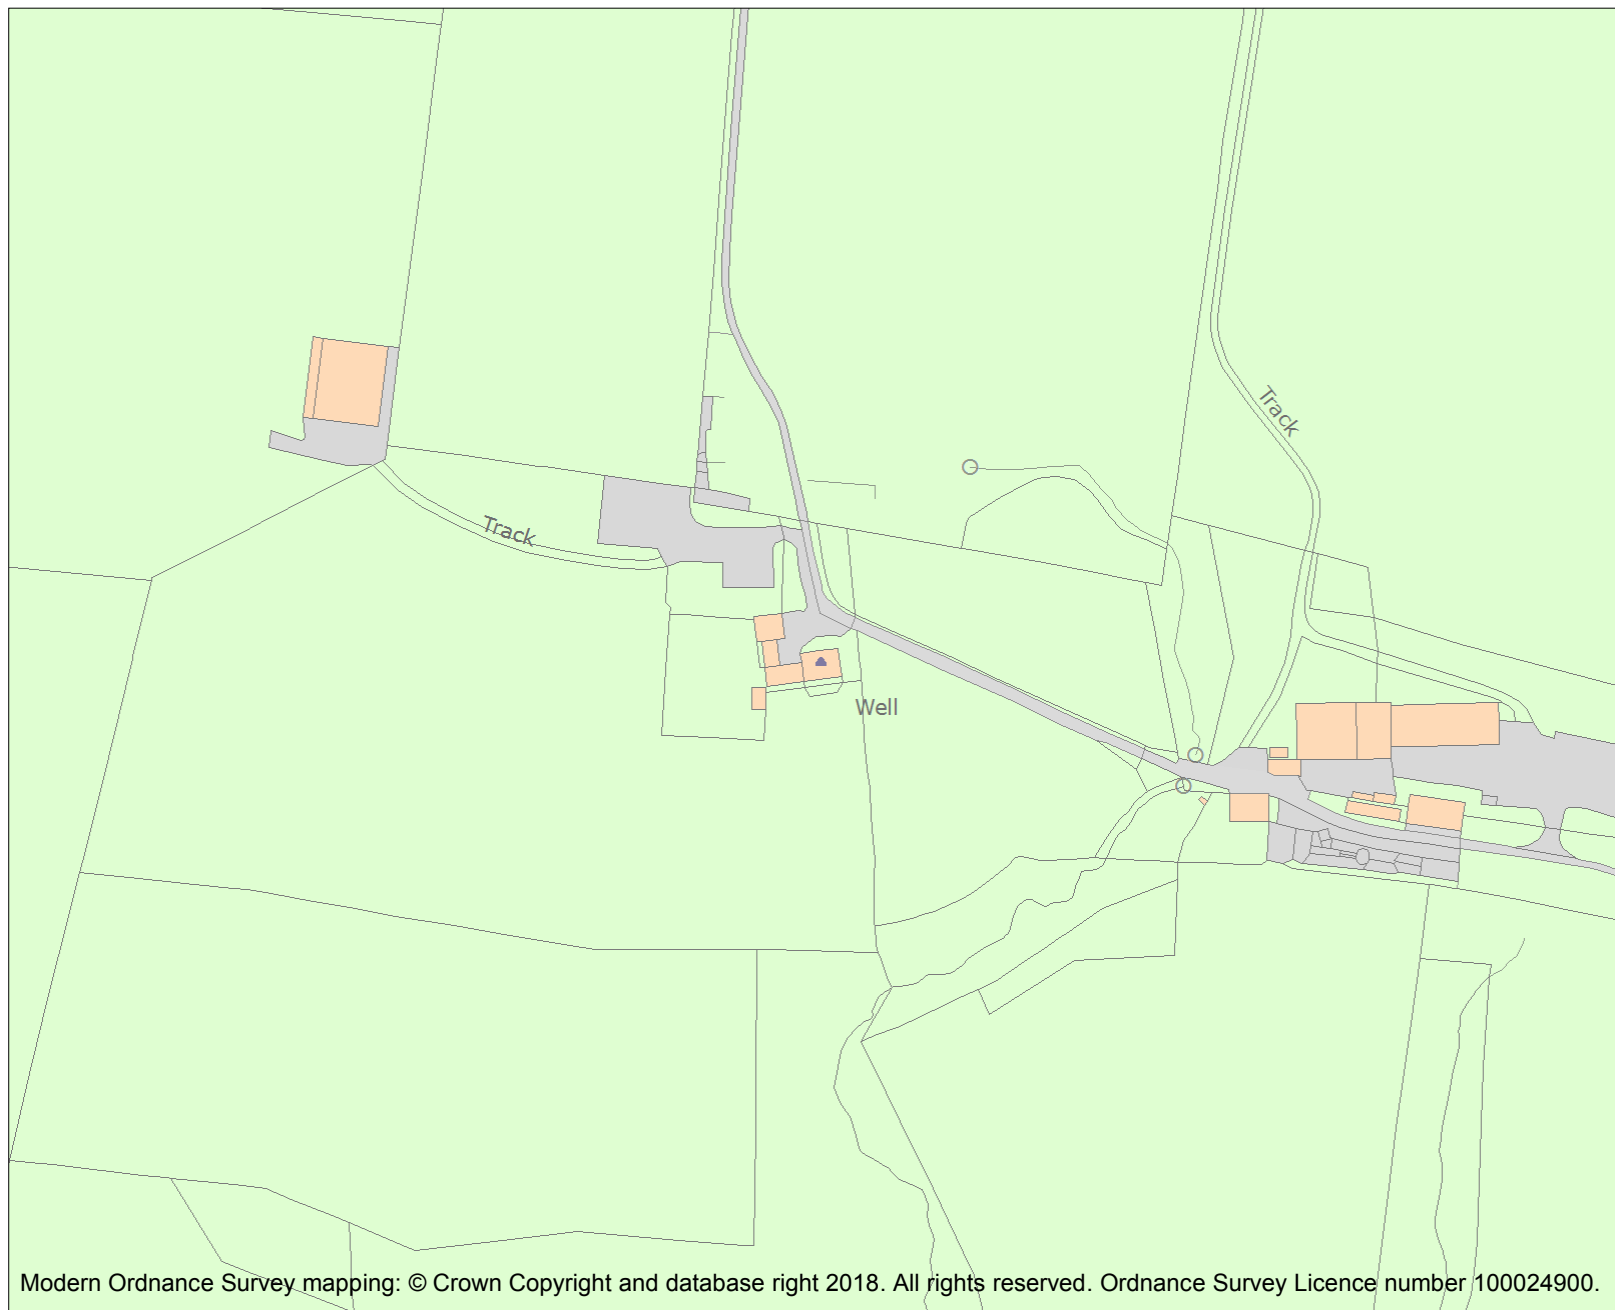 Track
Track
Well
Modern Ordnance Survey mapping: © Crown Copyright and database right 2018. All rights reserved. Ordnance Survey Licence number 100024900.